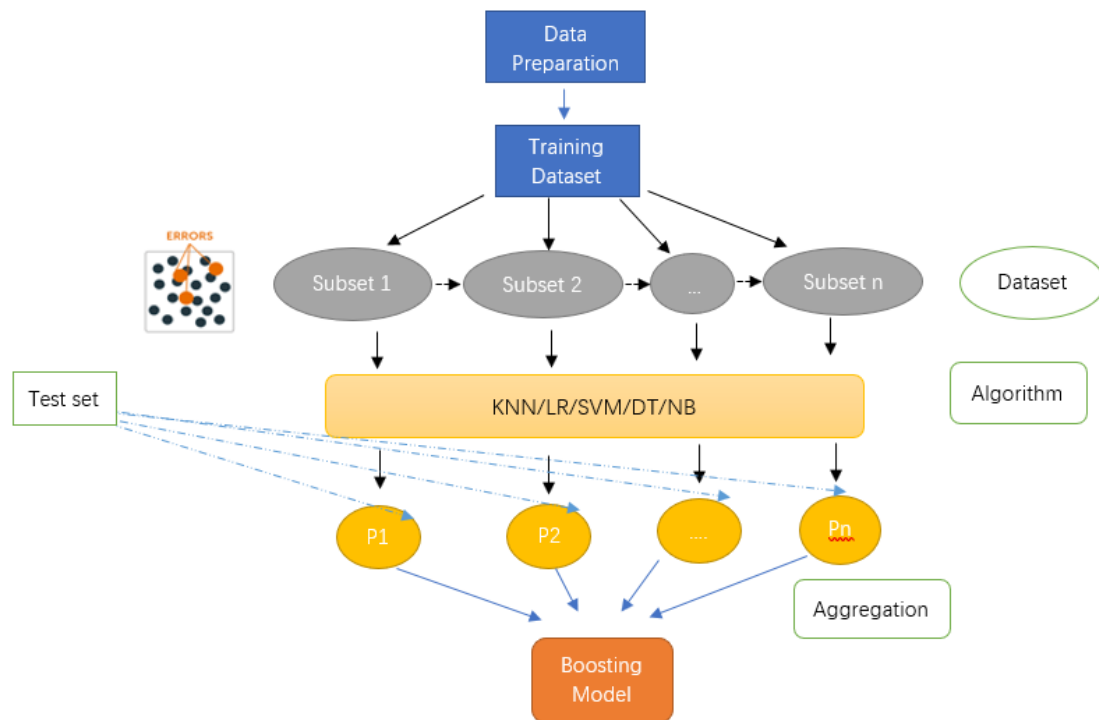 Data
Preparation
Training
Dataset
ERRORS
Subset 1
Subset 2
...
Subset n
Dataset
Algorithm
Test set
KNN/LR/SVM/DT/NB
P1
P2
....
Pn
Aggregation
Boosting
Model